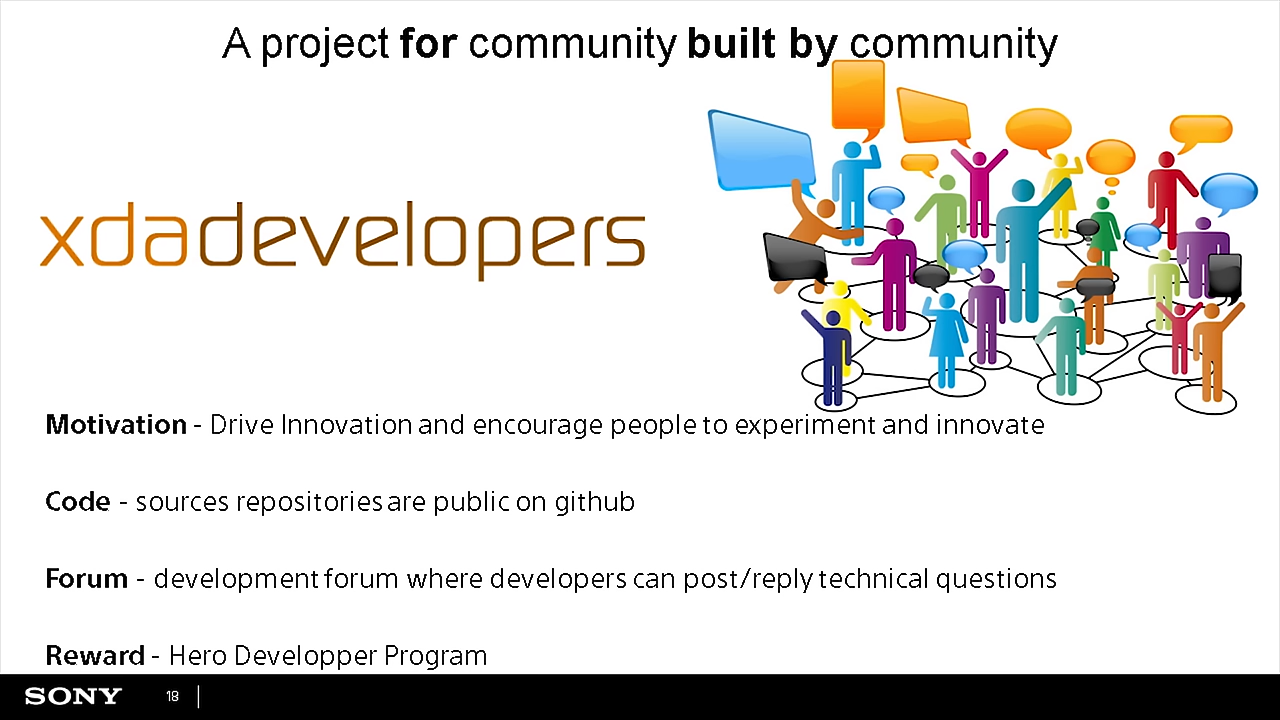 A project for community built by community
xdadevelopers
Motivation - Drive Innovation and encourage people to experiment and innovate
Code - sources repositories are public on github
Forum - development forum where developers can post/reply technical questions
Reward - Hero Developper Program
SONY 18